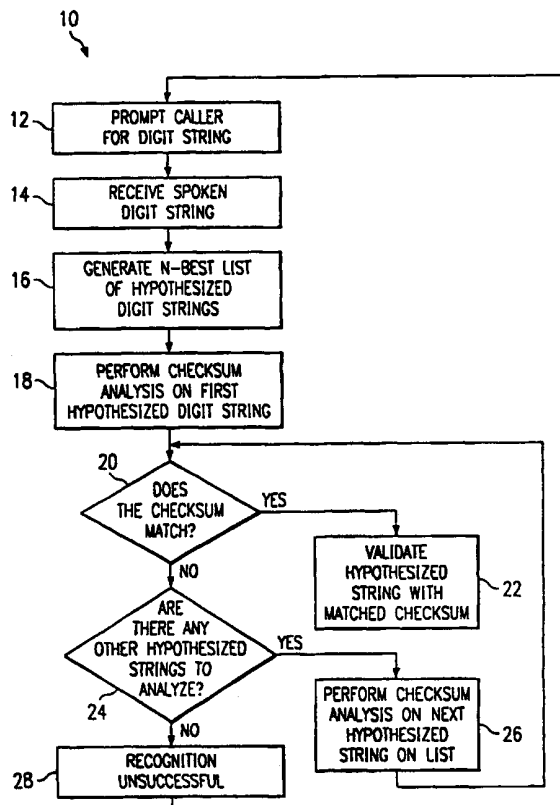 10
12
PROMPT CALLER
FOR DIGIT STRING
14
RECEIVE SPOKEN
DIGIT STRING
16
GENERATE N-BEST LIST
OF HYPOTHESIZED
DIGIT STRINGS
18
PERFORM CHECKSUM
ANALYSIS ON FIRST
HYPOTHESIZED DIGIT STRING
20
DOES
THE CHECKSUM
MATCH?
YES
NO
VALIDATE
HYPOTHESIZED
STRING WITH
MATCHED CHECKSUM
22
ARE
THERE ANY
OTHER HYPOTHESIZED
STRINGS TO
ANALYZE?
24
YES
NO
PERFORM CHECKSUM
ANALYSIS ON NEXT
HYPOTHESIZED
STRING ON LIST
26
28
RECOGNITION
UNSUCCESSFUL